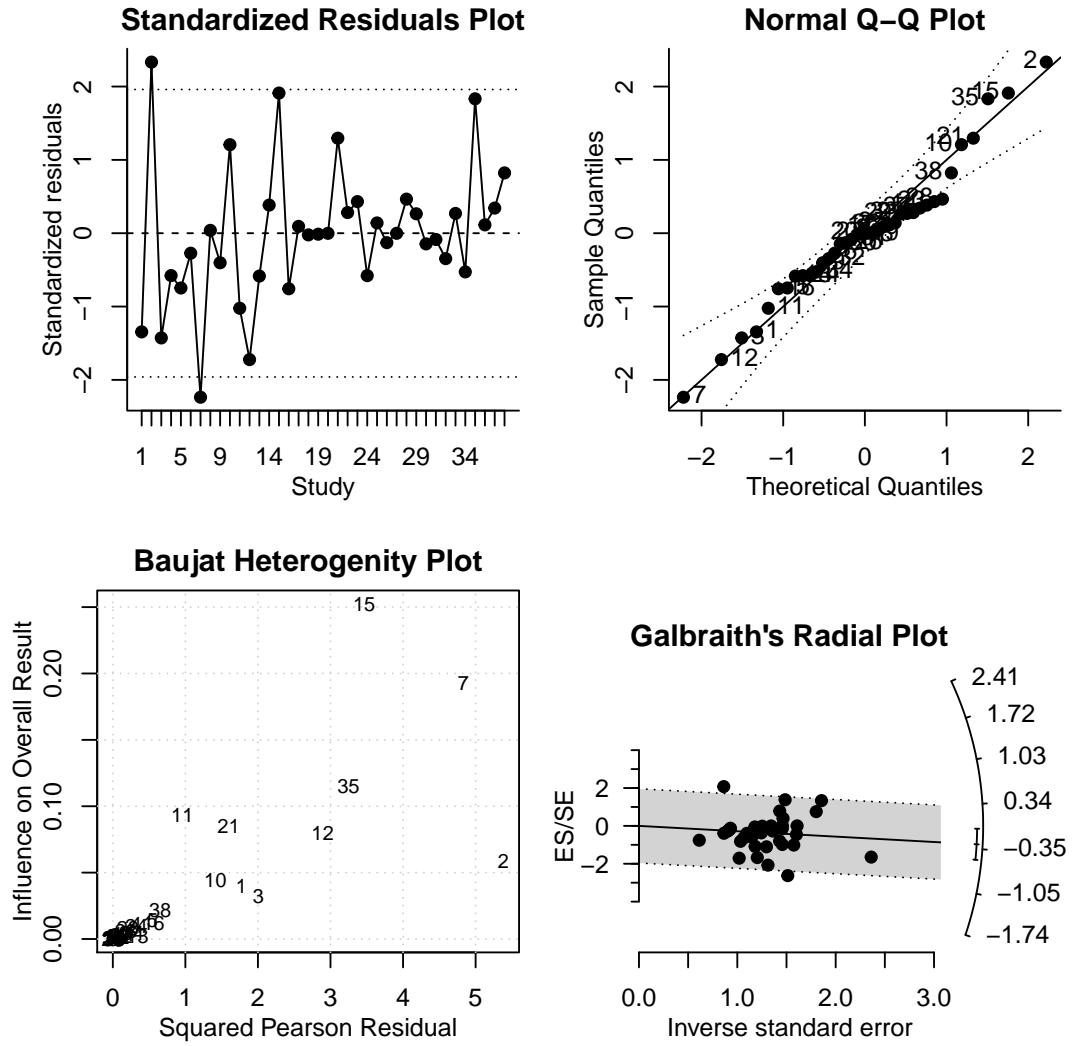 Standardized Residuals Plot
Standardized residuals
2
1
0
−1
−2
1 5 9 14 19 24 29 34
Study
Normal Q−Q Plot
Sample Quantiles
2
1
0
−1
−2
2
15
35
21
10
38
11
1
3
12
7
−2 −1 0 1 2
Theoretical Quantiles
Baujat Heterogenity Plot
Influence on Overall Result
0.20
0.10
0.00
15
7
35
11
21
12
2
10
1
3
38
16
0 1 2 3 4 5
Squared Pearson Residual
Galbraith's Radial Plot
ES/SE
2
0
−2
2.41
1.72
1.03
0.34
−0.35
−1.05
−1.74
0.0 1.0 2.0 3.0
Inverse standard error